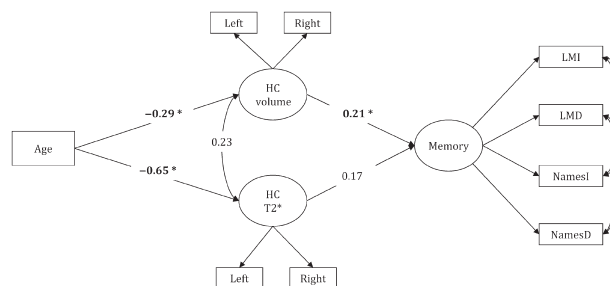 Left
Right
HC
volume
−0.29 *
0.21 *
LMI
LMD
Age
0.23
Memory
−0.65 *
0.17
NamesI
HC
T2*
NamesD
Left
Right